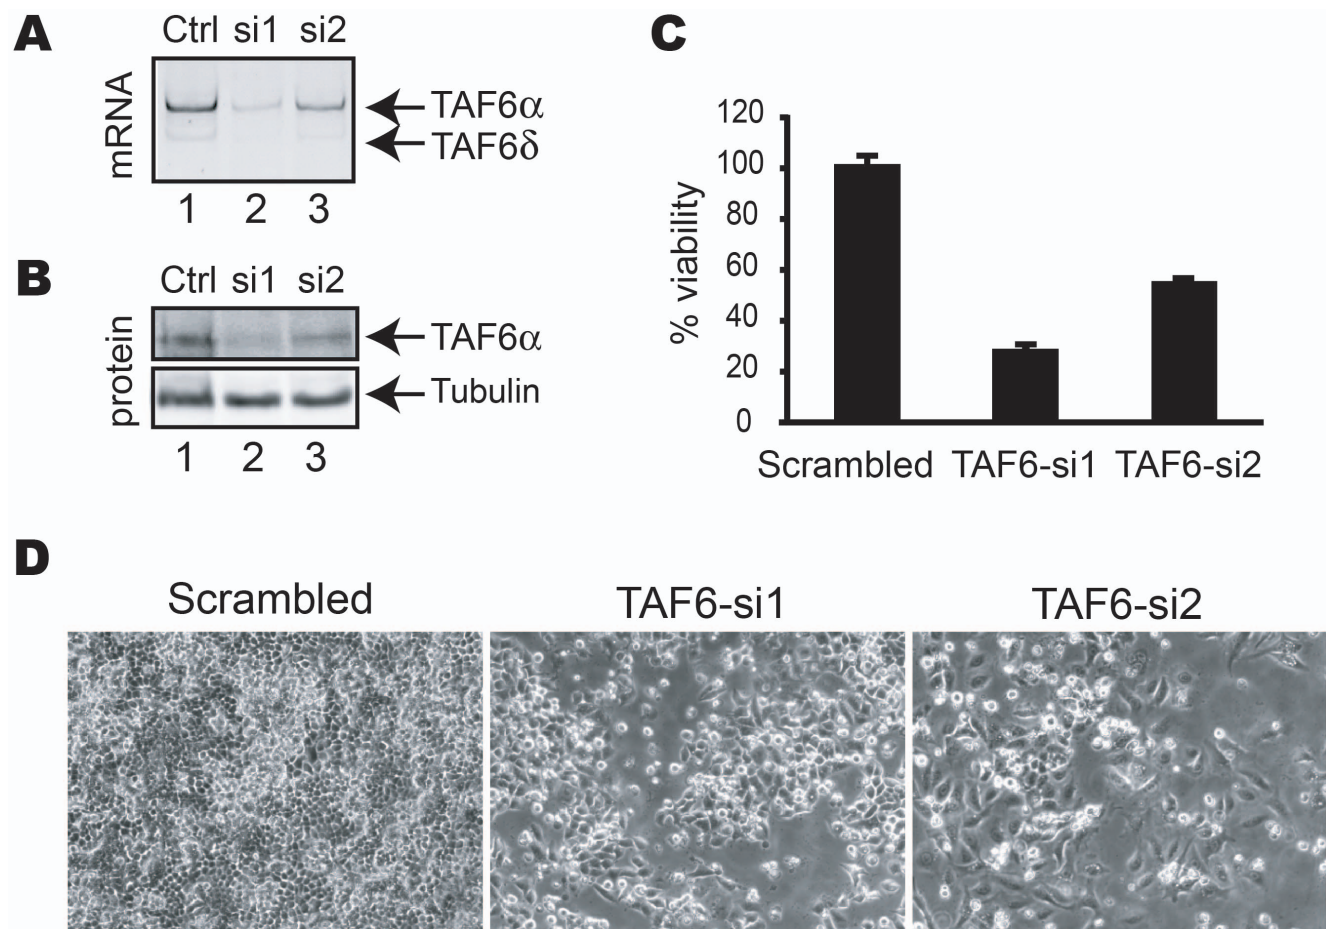 A
Ctrl si1 si2
mRNA
TAF6α
TAF6δ
1 2 3
B
Ctrl si1 si2
protein
TAF6α
Tubulin
1 2 3
C
% viability
120
100
80
60
40
20
0
Scrambled TAF6-si1 TAF6-si2
D
Scrambled TAF6-si1 TAF6-si2